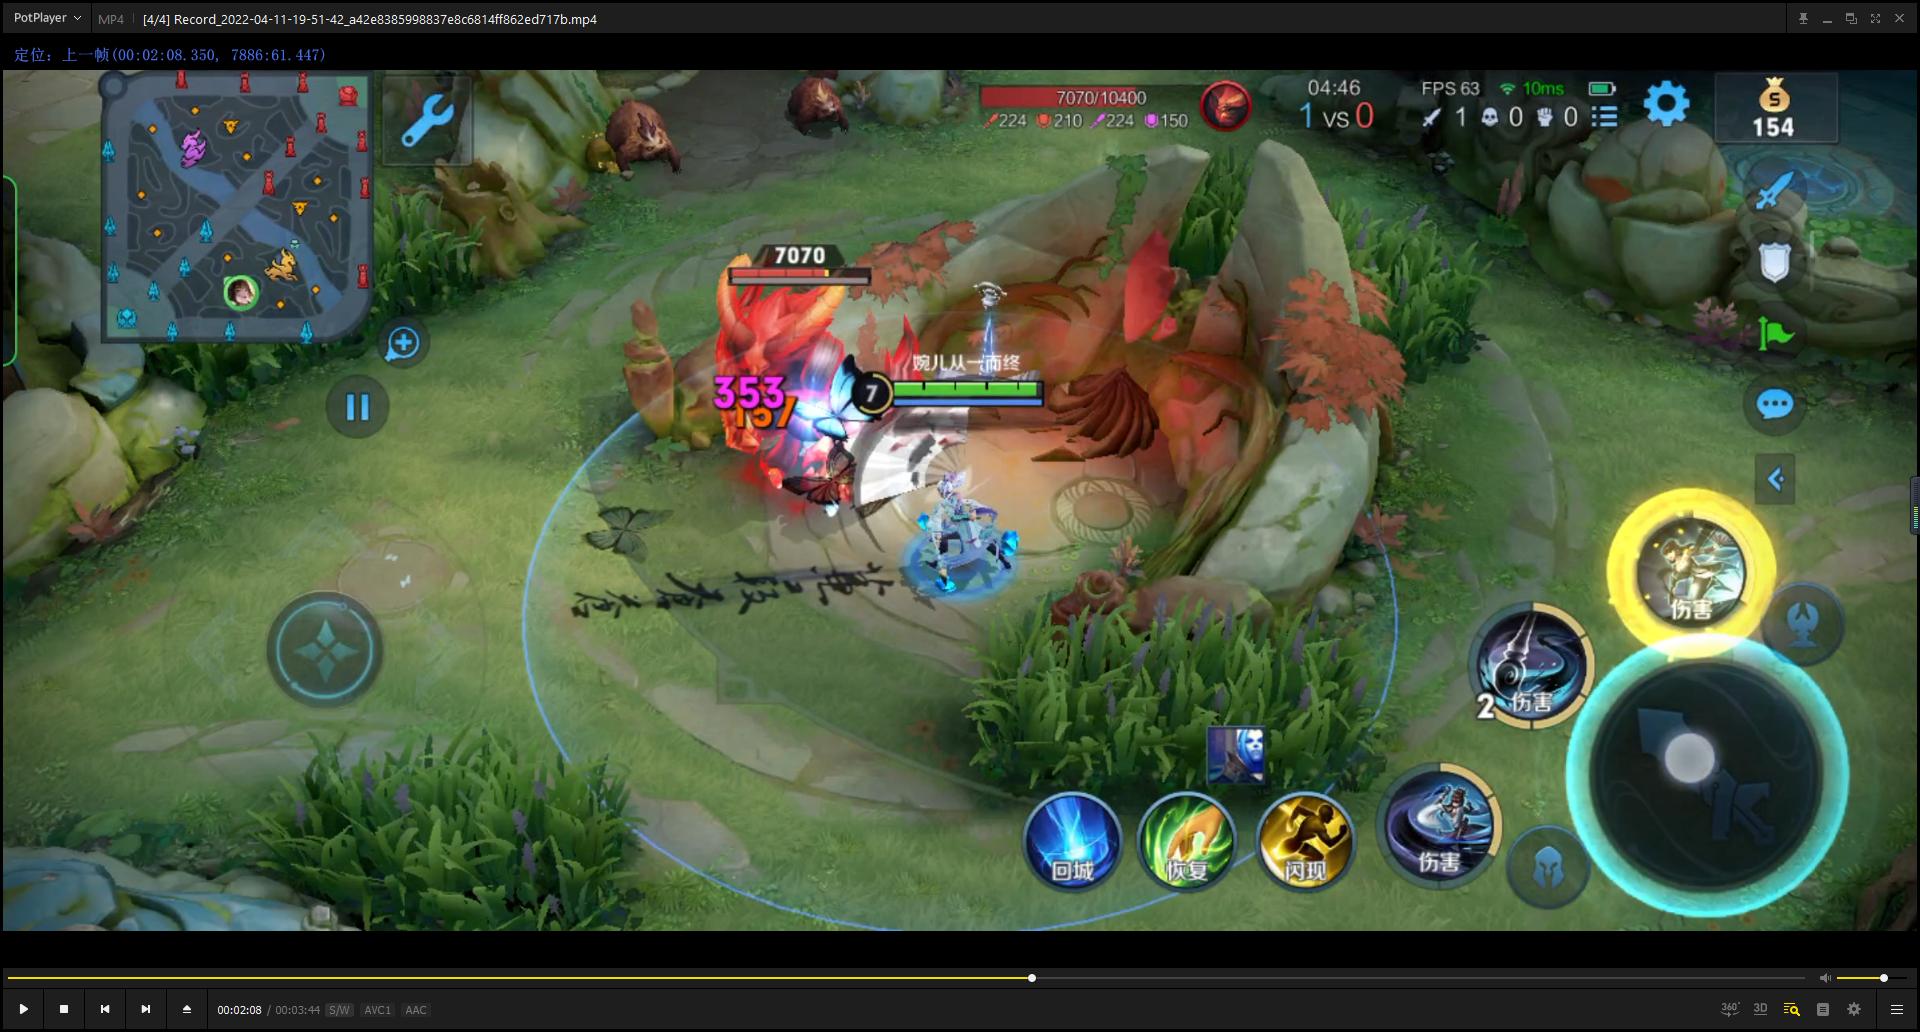 PotPlayer MP4 [4/4] Record_2022-04-11-19-51-42_a42e8385998837e8c6814ff862ed717b.mp4
定位: 上一帧(00:02:08.350, 7886:61.447)
7070/10400
224 210 224 150
04:46
1 VS 0
FPS 63 10ms
1 0 0
154
7070
婉儿从一而终
7
353
157
伤害
2 伤害
伤害
回城
恢复
闪现
00:02:08 / 00:03:44 S/W AVC1 AAC
360° 3D